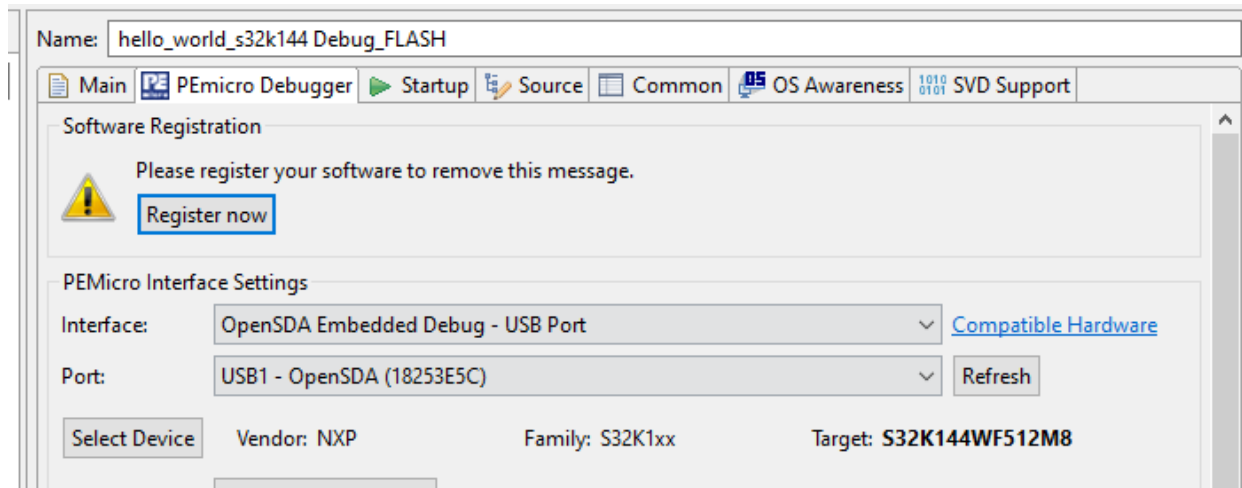 Name: hello_world_s32k144 Debug_FLASH
Main PEmicro Debugger Startup Source Common OS Awareness SVD Support
Software Registration
Please register your software to remove this message.
Register now
PEMicro Interface Settings
Interface: OpenSDA Embedded Debug - USB Port Compatible Hardware
Port: USB1 - OpenSDA (18253E5C) Refresh
Select Device Vendor: NXP Family: S32K1xx Target: S32K144WF512M8